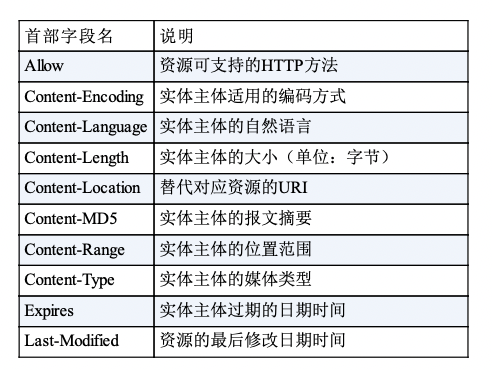 首部字段名 说明
Allow 资源可支持的HTTP方法
Content-Encoding 实体主体适用的编码方式
Content-Language 实体主体的自然语言
Content-Length 实体主体的大小（单位：字节）
Content-Location 替代对应资源的URI
Content-MD5 实体主体的报文摘要
Content-Range 实体主体的位置范围
Content-Type 实体主体的媒体类型
Expires 实体主体过期的日期时间
Last-Modified 资源的最后修改日期时间